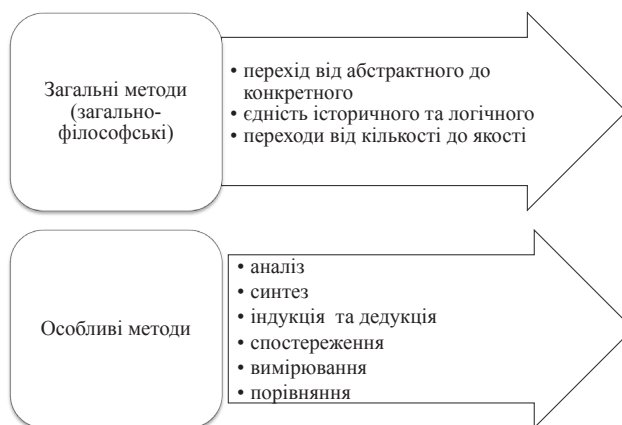 Загальні методи
(загально-
філософські)
• перехід від абстрактного до
конкретного
• єдність історичного та логічного
• переходи від кількості до якості
Особливі методи
• аналіз
• синтез
• індукція та дедукція
• спостереження
• вимірювання
• порівняння